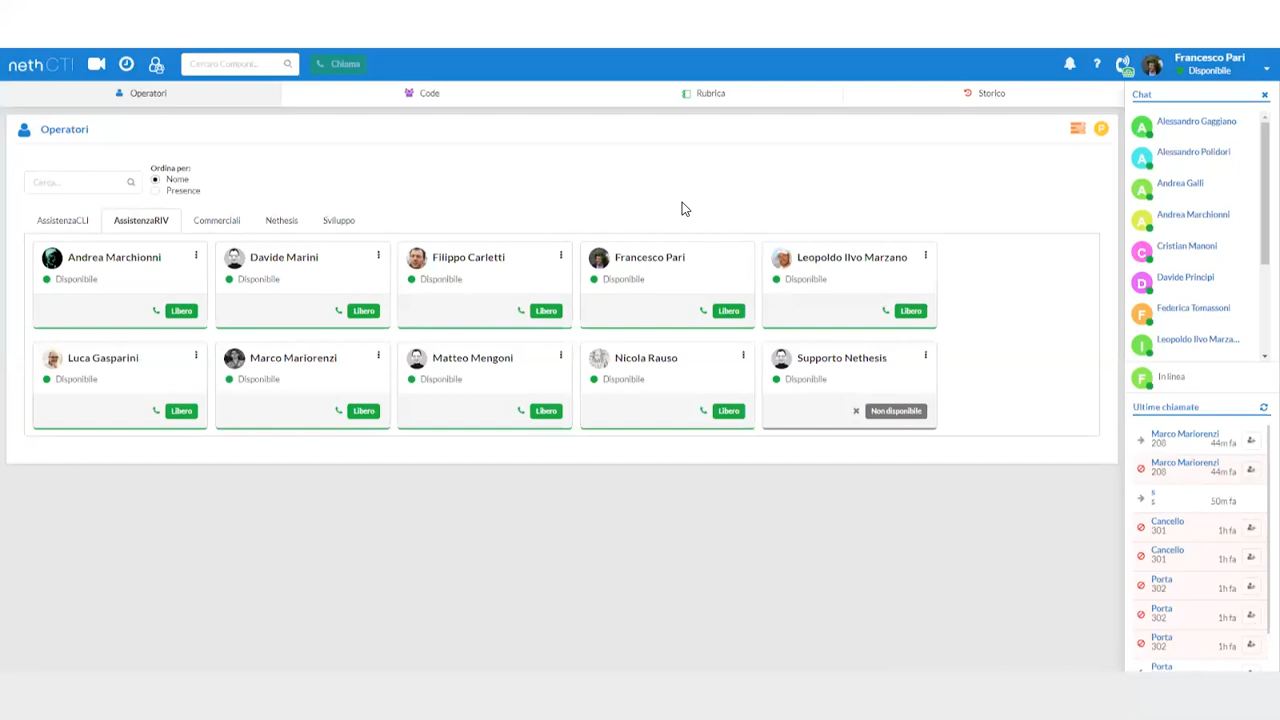 neth CTI
Cercaro Componi...
Chiama
Francesco Pari
Disponibile
Operatori
Code
Rubrica
Storico
Operatori
P
Cerca...
Ordina per:
Nome
Presence
AssistenzaCLI
AssistenzaRIV
Commerciali
Nethesis
Sviluppo
Andrea Marchionni
Disponibile
Libero
Davide Marini
Disponibile
Libero
Filippo Carletti
Disponibile
Libero
Francesco Pari
Disponibile
Libero
Leopoldo Ilvo Marzano
Disponibile
Libero
Luca Gasparini
Disponibile
Libero
Marco Mariorenzi
Disponibile
Libero
Matteo Mengoni
Disponibile
Libero
Nicola Rauso
Disponibile
Libero
Supporto Nethesis
Disponibile
Non disponibile
Chat
A Alessandro Gaggiano
A Alessandro Polidori
A Andrea Galli
A Andrea Marchionni
C Cristian Manoni
D Davide Principi
F Federica Tomassoni
I Leopoldo Ilvo Marza...
F In linea
Ultime chiamate
Marco Mariorenzi
208 44m fa
Marco Mariorenzi
208 44m fa
s
s 50m fa
Cancello
301 1h fa
Cancello
301 1h fa
Porta
302 1h fa
Porta
302 1h fa
Porta
302 1h fa
Porta